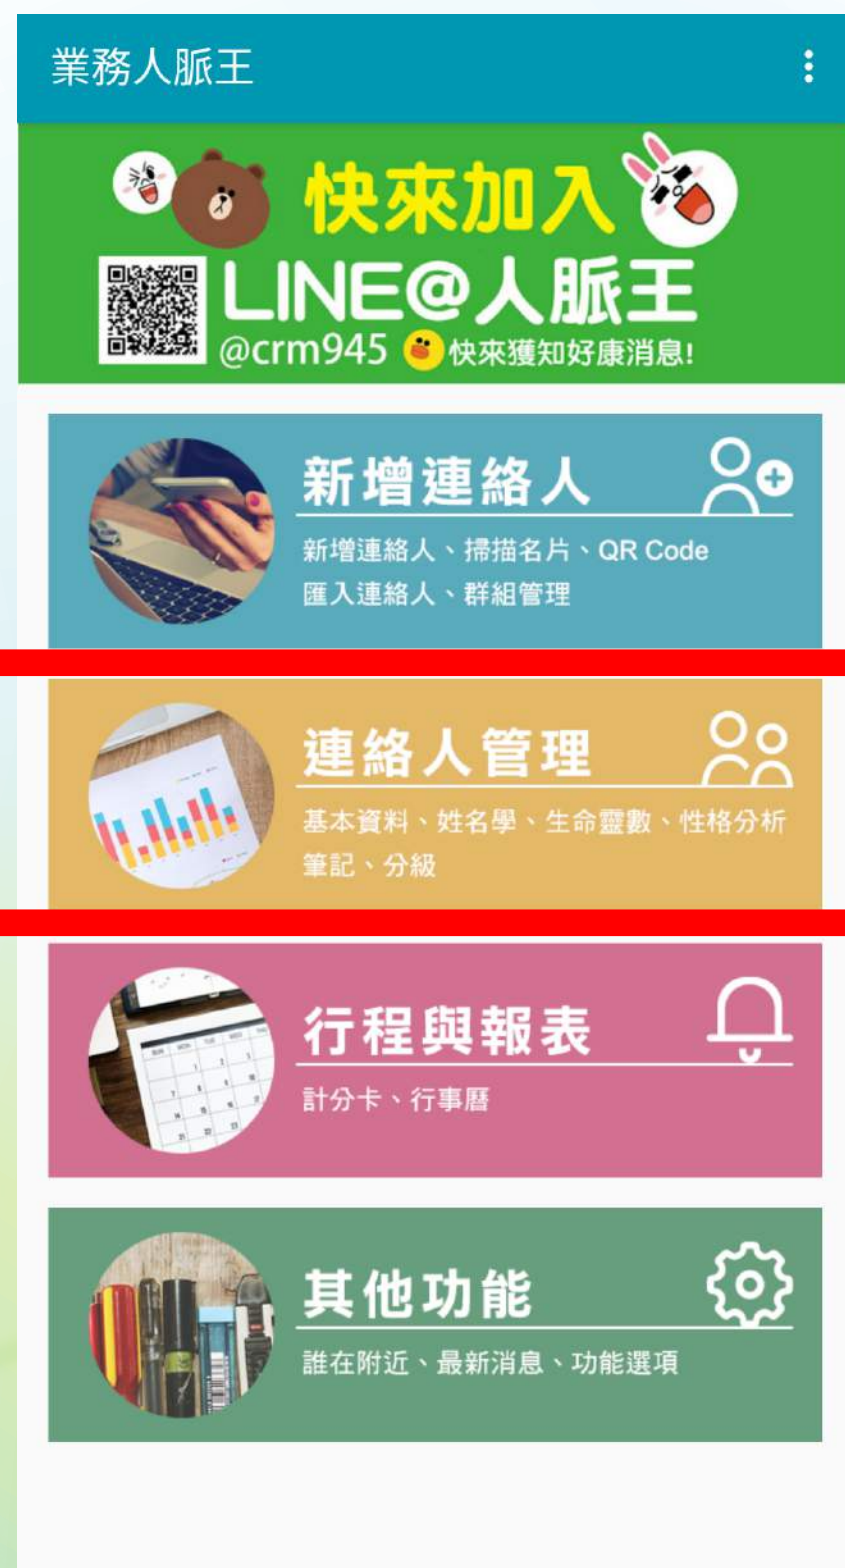 業務人脈王
快來加入
LINE@人脈王
@crm945 快來獲知好康消息!
新增連絡人
新增連絡人、掃描名片、QR Code
匯入連絡人、群組管理
連絡人管理
基本資料、姓名學、生命靈數、性格分析
筆記、分級
行程與報表
計分卡、行事曆
其他功能
誰在附近、最新消息、功能選項